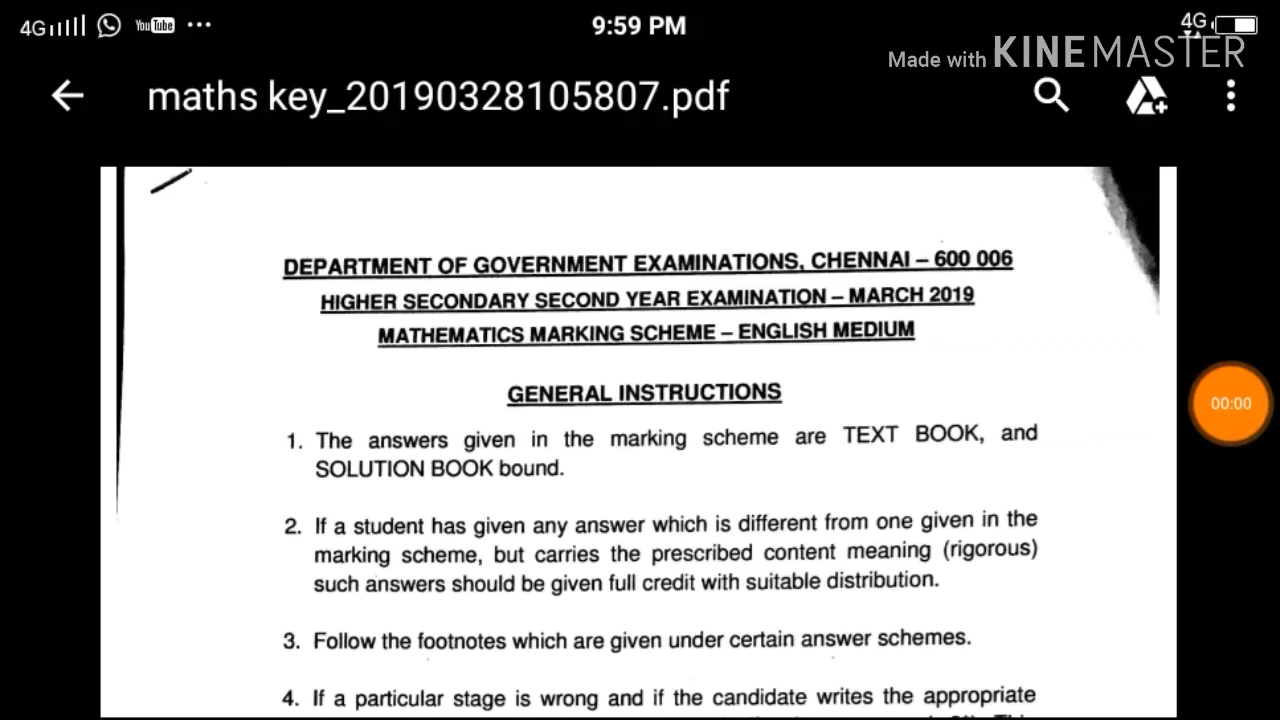 4G YouTube ••• 9:59 PM 4G
Made with KINEMASTER
maths key_20190328105807.pdf
DEPARTMENT OF GOVERNMENT EXAMINATIONS, CHENNAI – 600 006
HIGHER SECONDARY SECOND YEAR EXAMINATION – MARCH 2019
MATHEMATICS MARKING SCHEME – ENGLISH MEDIUM
GENERAL INSTRUCTIONS
1. The answers given in the marking scheme are TEXT BOOK, and
SOLUTION BOOK bound.
00:00
2. If a student has given any answer which is different from one given in the
marking scheme, but carries the prescribed content meaning (rigorous)
such answers should be given full credit with suitable distribution.
3. Follow the footnotes which are given under certain answer schemes.
4. If a particular stage is wrong and if the candidate writes the appropriate